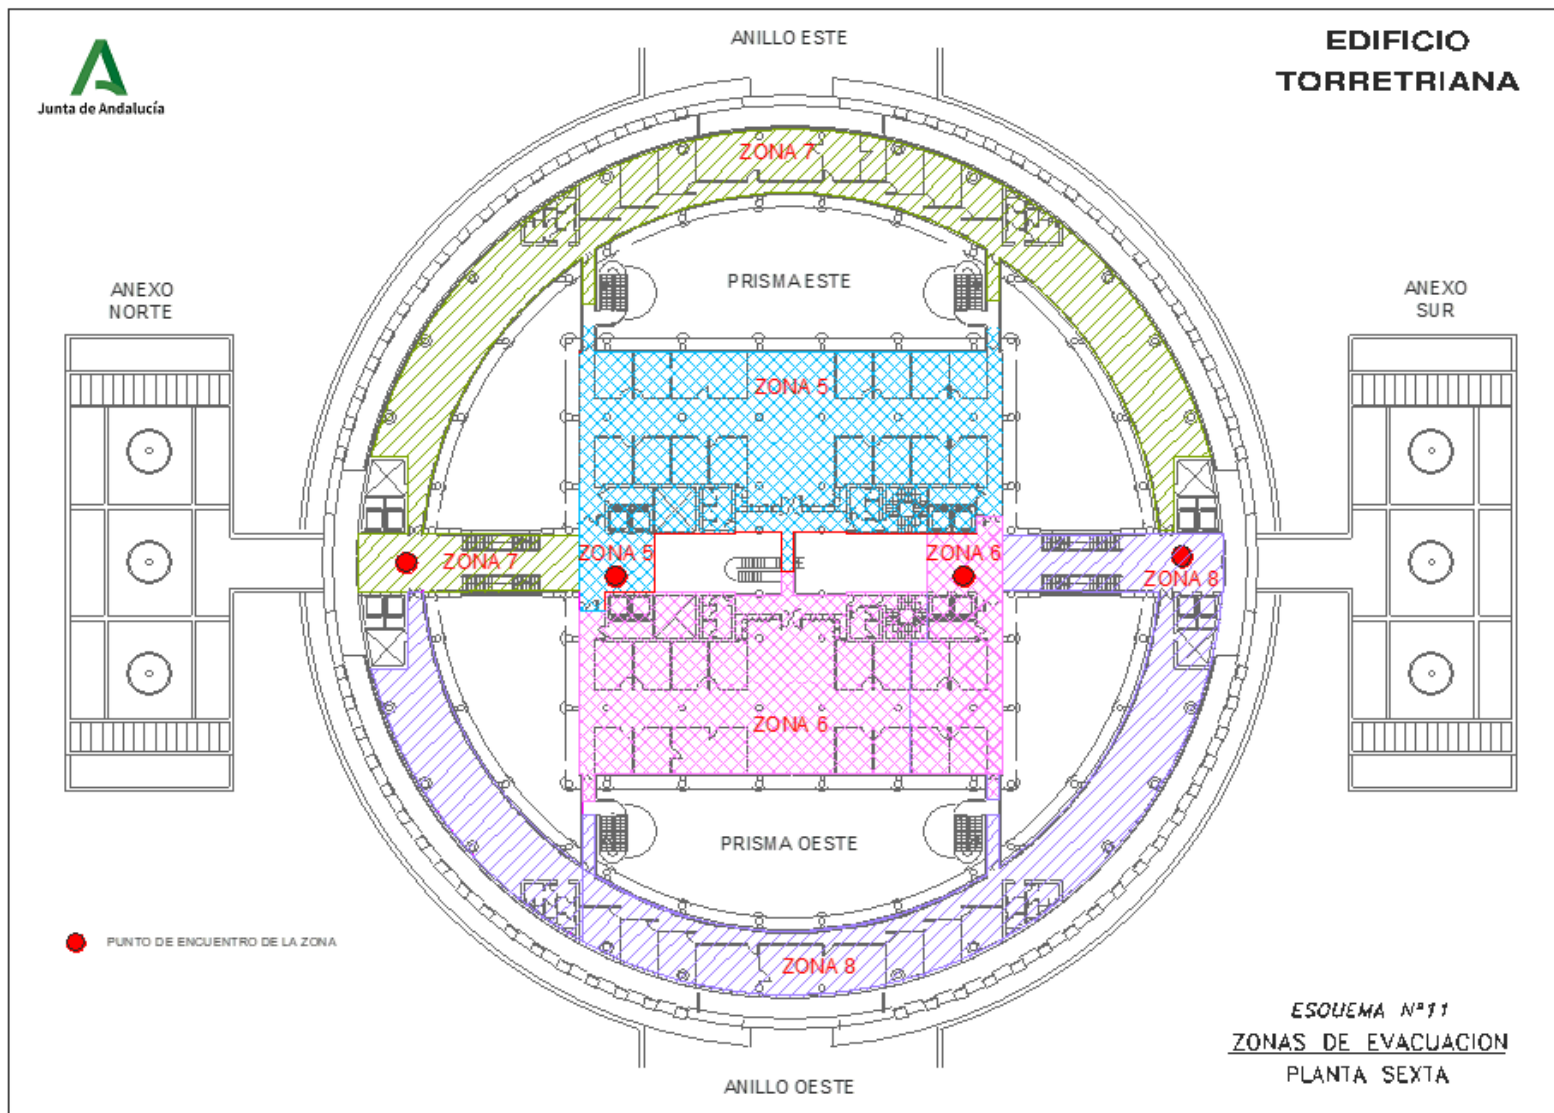 ANILLO ESTE
EDIFICIO
TORRETRIANA
Junta de Andalucía
ZONA 7
ANEXO
NORTE
PRISMA ESTE
ANEXO
SUR
ZONA 5
ZONA 7
ZONA 5
ZONA 6
ZONA 8
ZONA 6
PRISMA OESTE
PUNTO DE ENCUENTRO DE LA ZONA
ZONA 8
ESQUEMA Nº11
ZONAS DE EVACUACION
PLANTA SEXTA
ANILLO OESTE